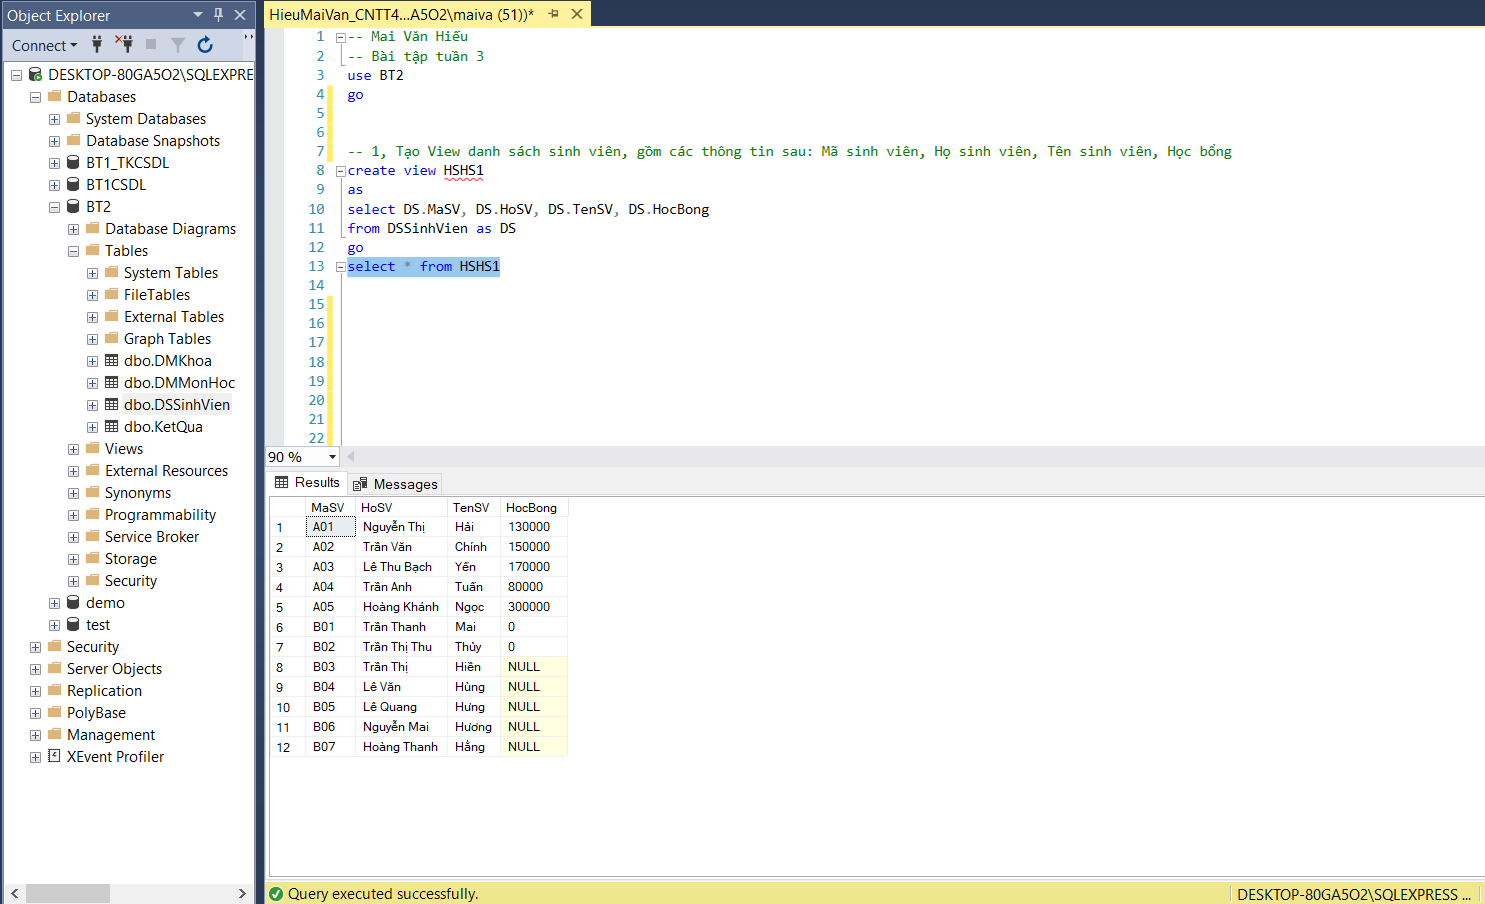 Object Explorer
Connect
DESKTOP-80GA5O2\SQLEXPRE
Databases
System Databases
Database Snapshots
BT1_TKCSDL
BT1CSDL
BT2
Database Diagrams
Tables
System Tables
FileTables
External Tables
Graph Tables
dbo.DMKhoa
dbo.DMMonHoc
dbo.DSSinhVien
dbo.KetQua
Views
External Resources
Synonyms
Programmability
Service Broker
Storage
Security
demo
test
Security
Server Objects
Replication
PolyBase
Management
XEvent Profiler
HieuMaiVan_CNTT4...A5O2\maiva (51))*
1 -- Mai Văn Hiếu
2 -- Bài tập tuần 3
3 use BT2
4 go
5
6
7 -- 1, Tạo View danh sách sinh viên, gồm các thông tin sau: Mã sinh viên, Họ sinh viên, Tên sinh viên, Học bổng
8 create view HSHS1
9 as
10 select DS.MaSV, DS.HoSV, DS.TenSV, DS.HocBong
11 from DSSinhVien as DS
12 go
13 select * from HSHS1
14
15
16
17
18
19
20
21
22
90 %
Results Messages
MaSV HoSV TenSV HocBong
1 A01 Nguyễn Thị Hải 130000
2 A02 Trần Văn Chính 150000
3 A03 Lê Thu Bạch Yến 170000
4 A04 Trần Anh Tuấn 80000
5 A05 Hoàng Khánh Ngọc 300000
6 B01 Trần Thanh Mai 0
7 B02 Trần Thị Thu Thủy 0
8 B03 Trần Thị Hiền NULL
9 B04 Lê Văn Hùng NULL
10 B05 Lê Quang Hưng NULL
11 B06 Nguyễn Mai Hương NULL
12 B07 Hoàng Thanh Hằng NULL
Query executed successfully.
DESKTOP-80GA5O2\SQLEXPRESS ...